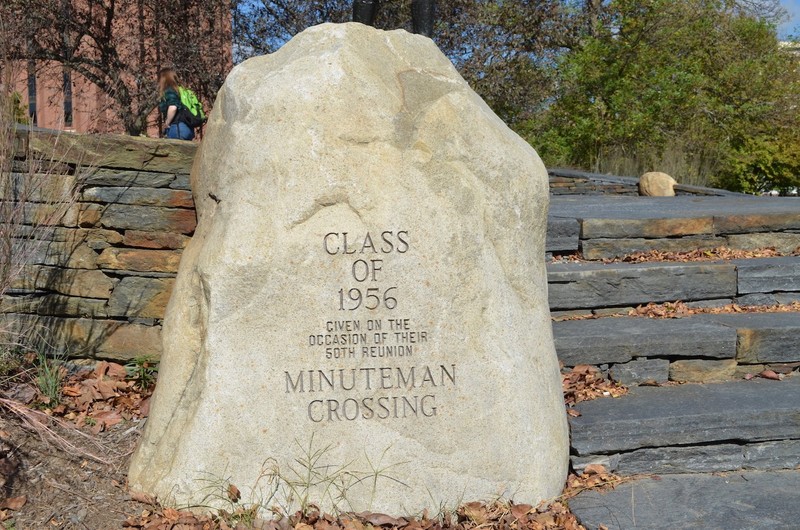 CLASS
OF
1956
GIVEN ON THE
OCCASION OF THEIR
50TH REUNION
MINUTEMAN
CROSSING